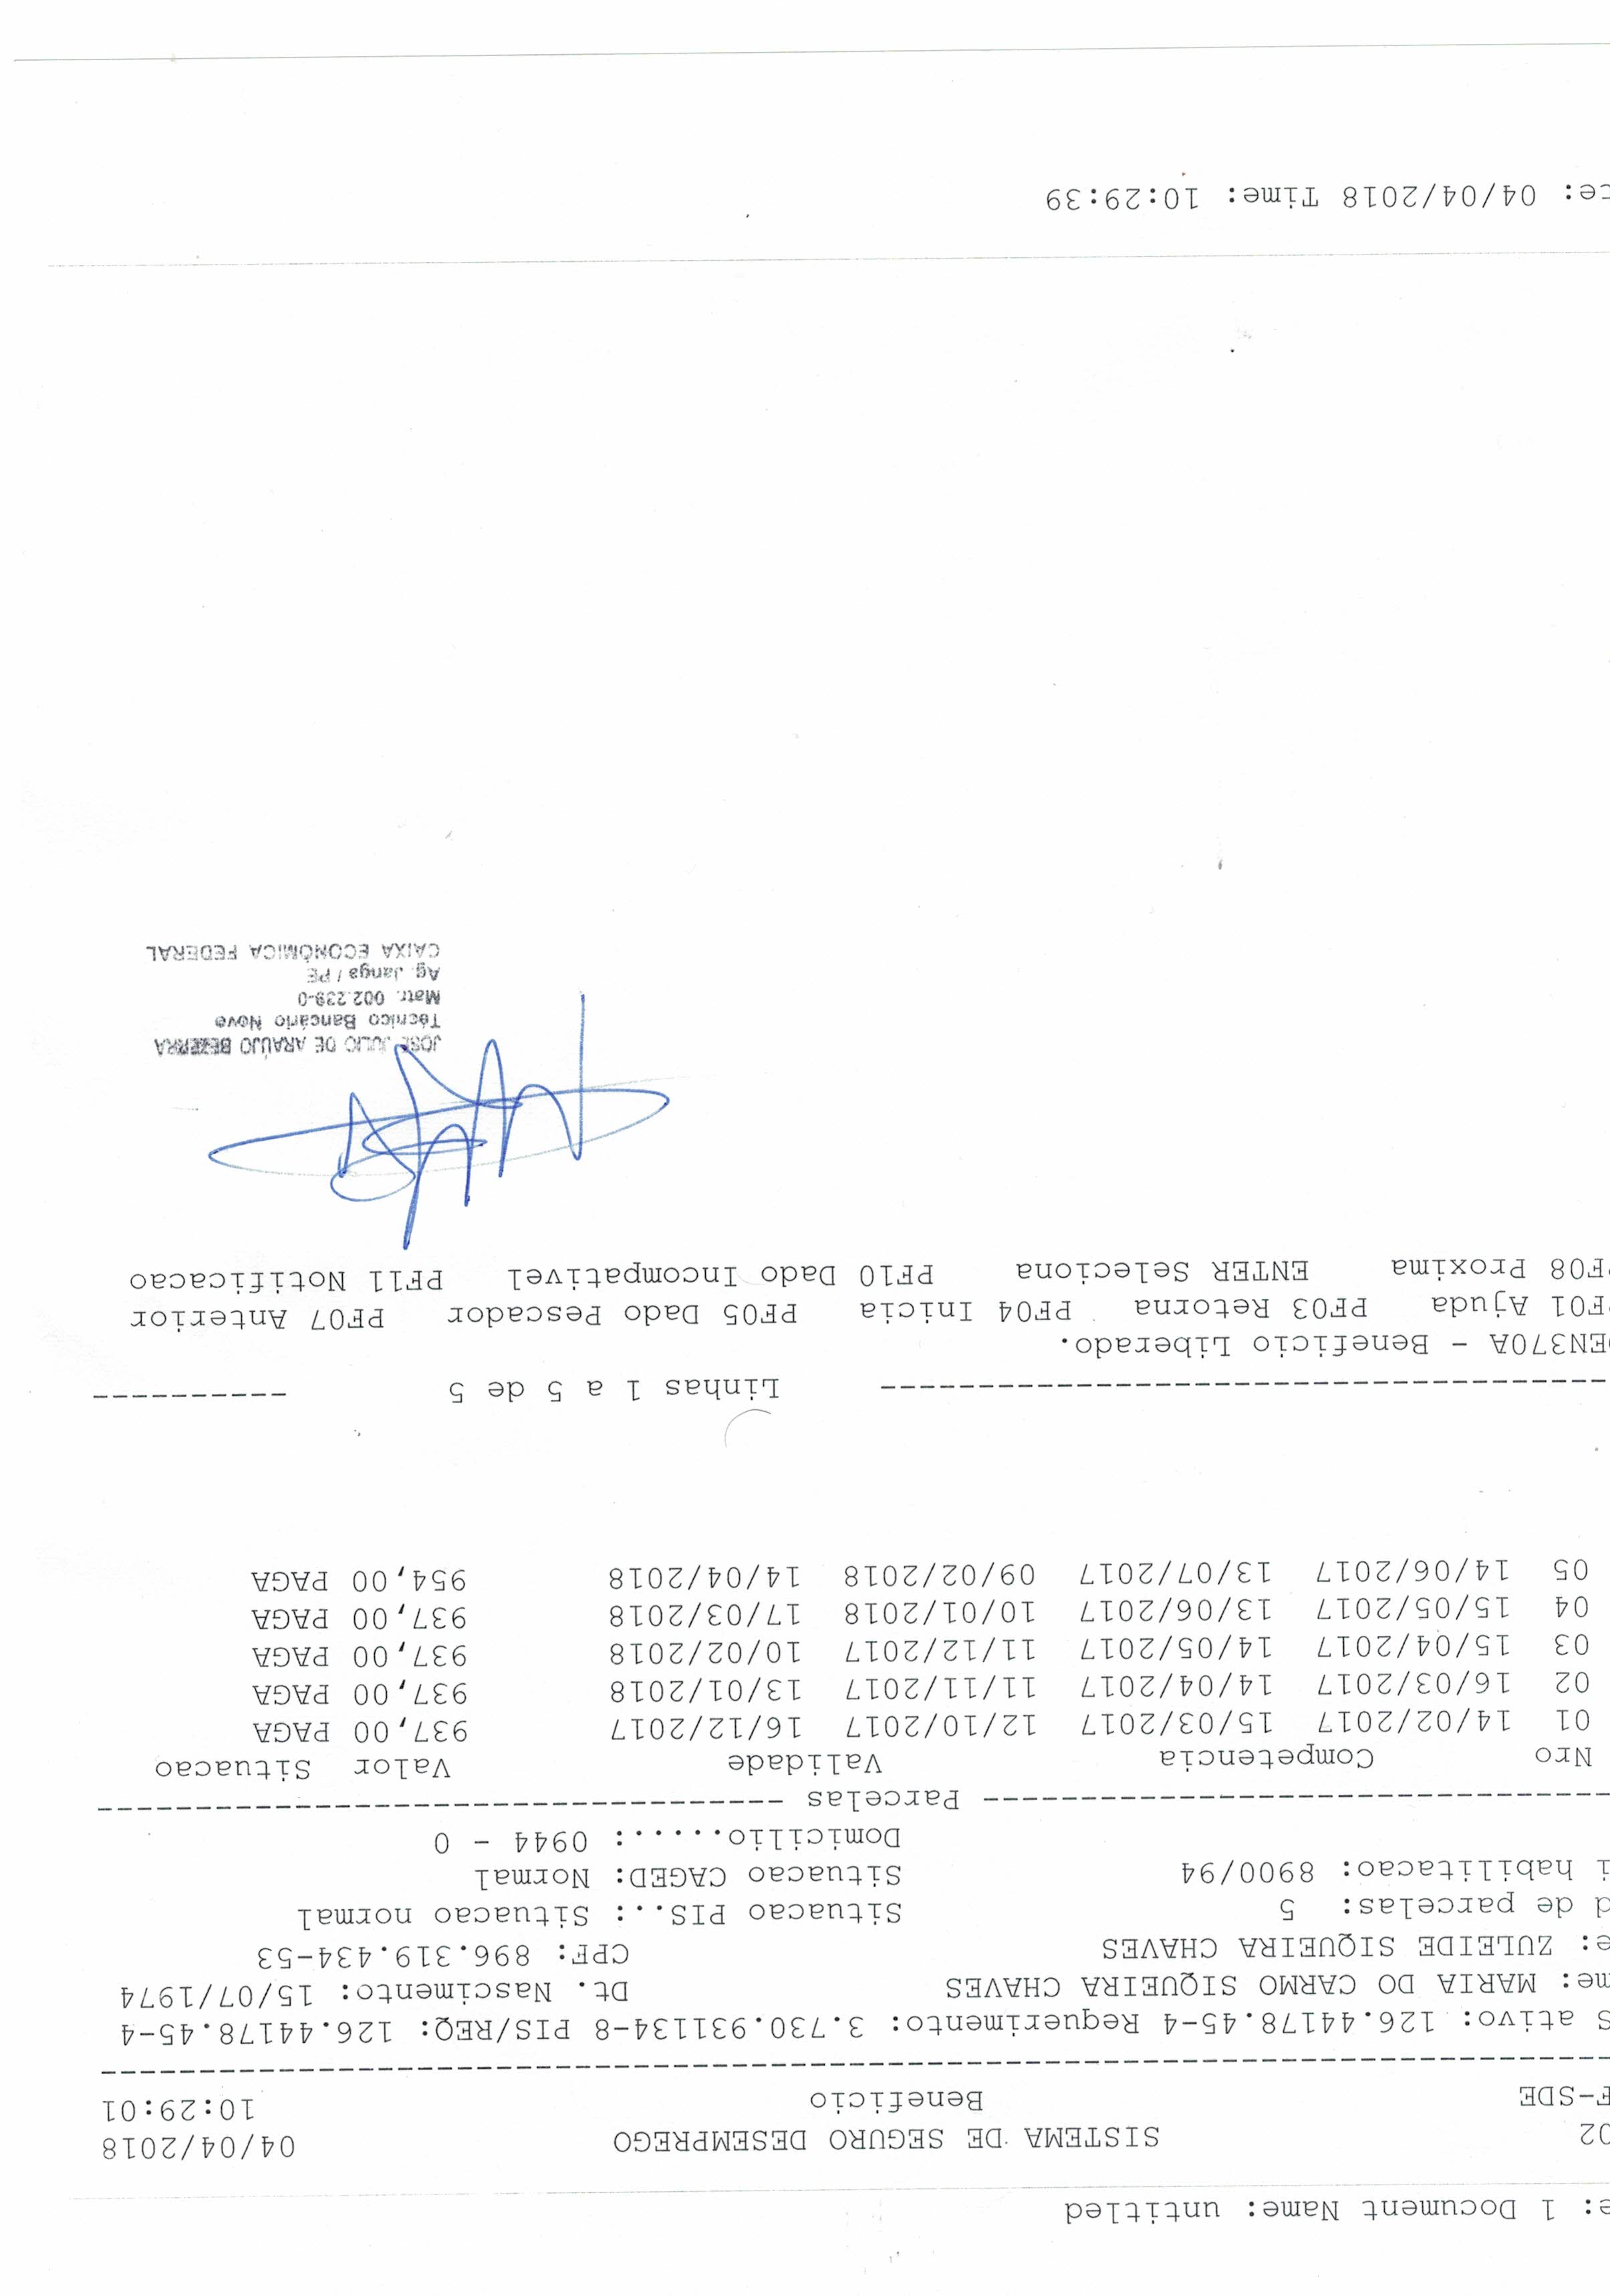 e: 1 Document Name: untitled
02 SISTEMA DE SEGURO DESEMPREGO 04/04/2018
F-SDE Beneficio 10:29:01
--------------------------------------------------------------------------------
S ativo: 126.44178.45-4 Requerimento: 3.730.931134-8 PIS/REQ: 126.44178.45-4
me: MARIA DO CARMO SIQUEIRA CHAVES Dt. Nascimento: 15/07/1974
e: ZULEIDE SIQUEIRA CHAVES CPF: 896.319.434-53
d de parcelas: 5 Situacao PIS..: Situacao normal
i habilitacao: 8900/94 Situacao CAGED: Normal
Domicilio......: 0944 - 0
--------------------------------- Parcelas -----------------------------------
Nro Competencia Validade Valor Situacao
01 14/02/2017 15/03/2017 12/10/2017 16/12/2017 937,00 PAGA
02 16/03/2017 14/04/2017 11/11/2017 13/01/2018 937,00 PAGA
03 15/04/2017 14/05/2017 11/12/2017 10/02/2018 937,00 PAGA
04 15/05/2017 13/06/2017 10/01/2018 17/03/2018 937,00 PAGA
05 14/06/2017 13/07/2017 09/02/2018 14/04/2018 954,00 PAGA
-------------------------------------- Linhas 1 a 5 de 5 ----------
DEN370A - Beneficio Liberado.
PF01 Ajuda PF03 Retorna PF04 Inicia PF05 Dado Pescador PF07 Anterior
PF08 Proxima ENTER Seleciona PF10 Dado Incompativel PF11 Notificacao
JOSÉ JULIO DE ARAÚJO BEZERRA
Técnico Bancário Novo
Matr. 002.239-0
Ag. Janga / PE
CAIXA ECONÔMICA FEDERAL
te: 04/04/2018 Time: 10:29:39